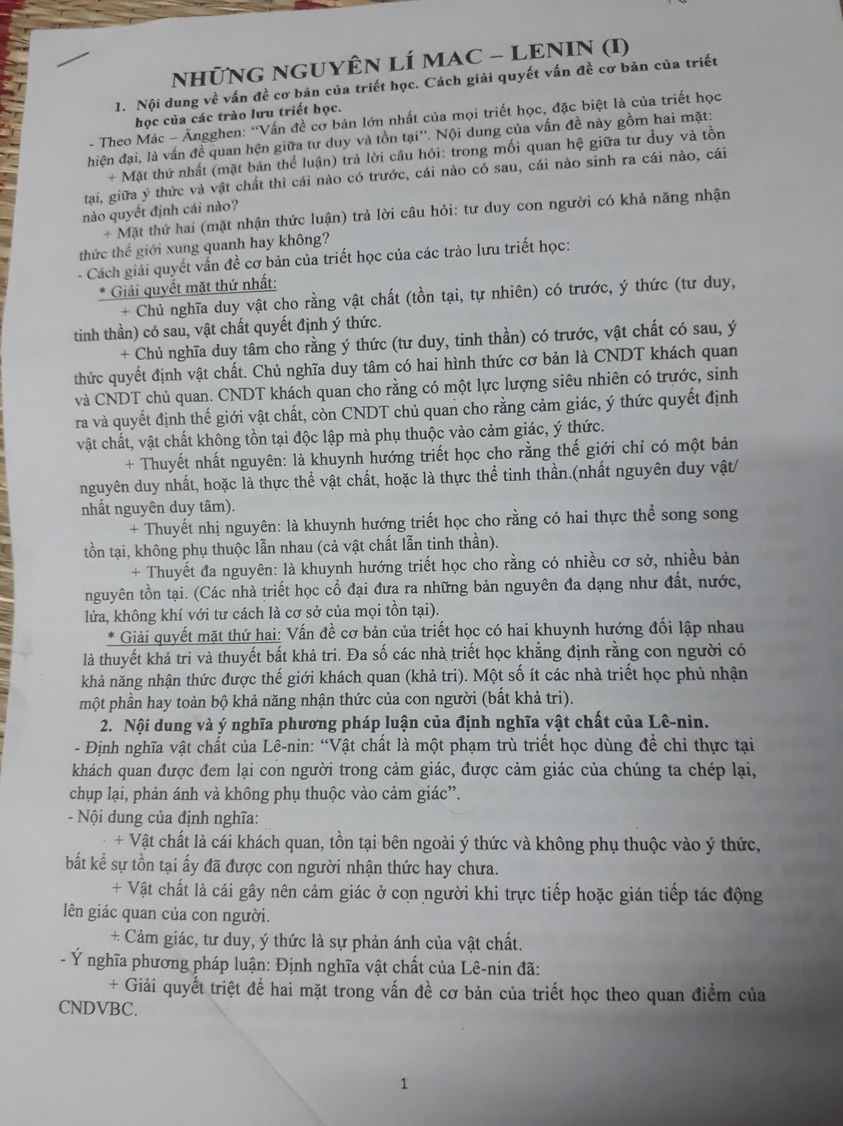 NHỮNG NGUYÊN LÍ MAC – LENIN (I)
1. Nội dung về vấn đề cơ bản của triết học. Cách giải quyết vấn đề cơ bản của triết
học của các trào lưu triết học.
- Theo Mác – Ăngghen: “Vấn đề cơ bản lớn nhất của mọi triết học, đặc biệt là của triết học
hiện đại, là vấn đề quan hện giữa tư duy và tồn tại”. Nội dung của vấn đề này gồm hai mặt:
+ Mặt thứ nhất (mặt bản thể luận) trả lời câu hỏi: trong mối quan hệ giữa tư duy và tồn
tại, giữa ý thức và vật chất thì cái nào có trước, cái nào có sau, cái nào sinh ra cái nào, cái
nào quyết định cái nào?
+ Mặt thứ hai (mặt nhận thức luận) trả lời câu hỏi: tư duy con người có khả năng nhận
thức thế giới xung quanh hay không?
- Cách giải quyết vấn đề cơ bản của triết học của các trào lưu triết học:
* Giải quyết mặt thứ nhất:
+ Chủ nghĩa duy vật cho rằng vật chất (tồn tại, tự nhiên) có trước, ý thức (tư duy,
tinh thần) có sau, vật chất quyết định ý thức.
+ Chủ nghĩa duy tâm cho rằng ý thức (tư duy, tinh thần) có trước, vật chất có sau, ý
thức quyết định vật chất. Chủ nghĩa duy tâm có hai hình thức cơ bản là CNDT khách quan
và CNDT chủ quan. CNDT khách quan cho rằng có một lực lượng siêu nhiên có trước, sinh
ra và quyết định thế giới vật chất, còn CNDT chủ quan cho rằng cảm giác, ý thức quyết định
vật chất, vật chất không tồn tại độc lập mà phụ thuộc vào cảm giác, ý thức.
+ Thuyết nhất nguyên: là khuynh hướng triết học cho rằng thế giới chỉ có một bản
nguyên duy nhất, hoặc là thực thể vật chất, hoặc là thực thể tinh thần.(nhất nguyên duy vật/
nhất nguyên duy tâm).
+ Thuyết nhị nguyên: là khuynh hướng triết học cho rằng có hai thực thể song song
tồn tại, không phụ thuộc lẫn nhau (cả vật chất lẫn tinh thần).
+ Thuyết đa nguyên: là khuynh hướng triết học cho rằng có nhiều cơ sở, nhiều bản
nguyên tồn tại. (Các nhà triết học cổ đại đưa ra những bản nguyên đa dạng như đất, nước,
lửa, không khí với tư cách là cơ sở của mọi tồn tại).
* Giải quyết mặt thứ hai: Vấn đề cơ bản của triết học có hai khuynh hướng đối lập nhau
là thuyết khả tri và thuyết bất khả tri. Đa số các nhà triết học khẳng định rằng con người có
khả năng nhận thức được thế giới khách quan (khả tri). Một số ít các nhà triết học phủ nhận
một phần hay toàn bộ khả năng nhận thức của con người (bất khả tri).
2. Nội dung và ý nghĩa phương pháp luận của định nghĩa vật chất của Lê-nin.
- Định nghĩa vật chất của Lê-nin: “Vật chất là một phạm trù triết học dùng để chỉ thực tại
khách quan được đem lại con người trong cảm giác, được cảm giác của chúng ta chép lại,
chụp lại, phản ánh và không phụ thuộc vào cảm giác”.
- Nội dung của định nghĩa:
+ Vật chất là cái khách quan, tồn tại bên ngoài ý thức và không phụ thuộc vào ý thức,
bất kể sự tồn tại ấy đã được con người nhận thức hay chưa.
+ Vật chất là cái gây nên cảm giác ở con người khi trực tiếp hoặc gián tiếp tác động
lên giác quan của con người.
+ Cảm giác, tư duy, ý thức là sự phản ánh của vật chất.
- Ý nghĩa phương pháp luận: Định nghĩa vật chất của Lê-nin đã:
+ Giải quyết triệt để hai mặt trong vấn đề cơ bản của triết học theo quan điểm của
CNDVBC.
1